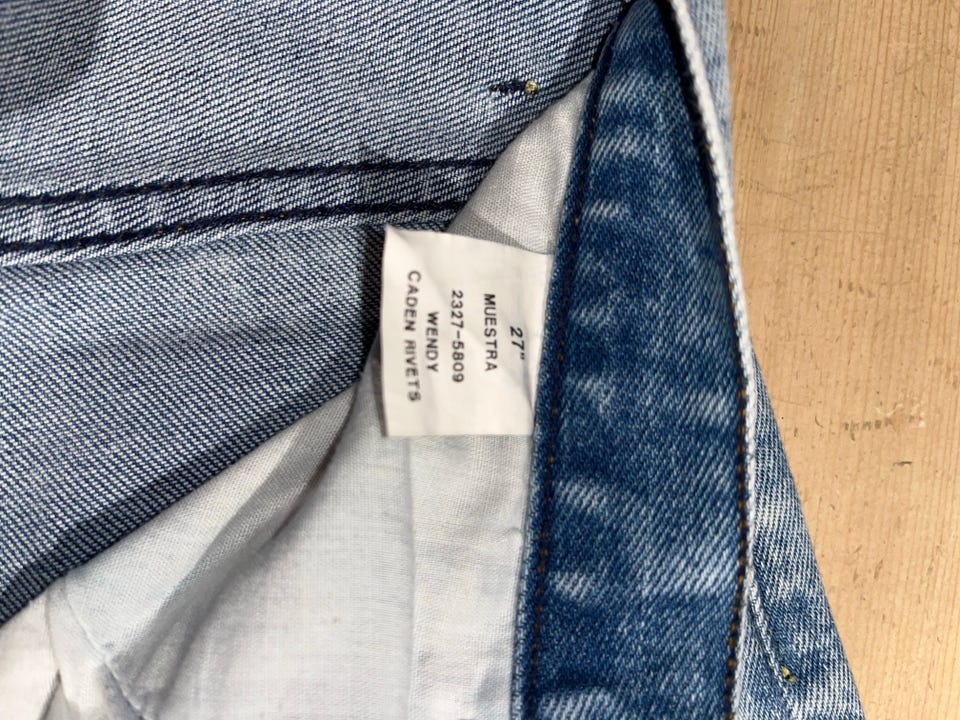 27"
MUESTRA
2327-5809
WENDY
CADEN RIVETS